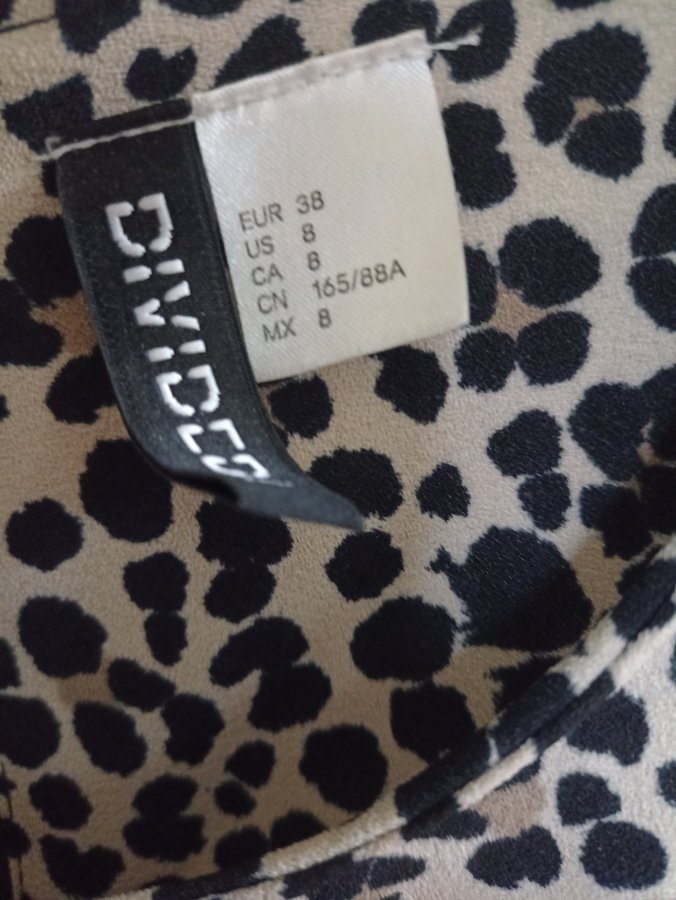 DIVIDED
EUR 38
US 8
CA 8
CN 165/88A
MX 8